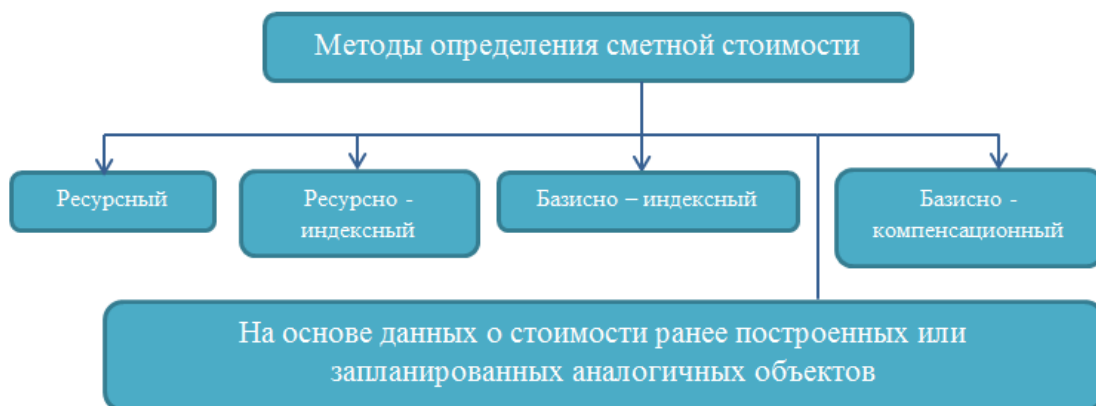 Методы определения сметной стоимости
Ресурсный
Ресурсно -
индексный
Базисно – индексный
Базисно -
компенсационный
На основе данных о стоимости ранее построенных или
запланированных аналогичных объектов